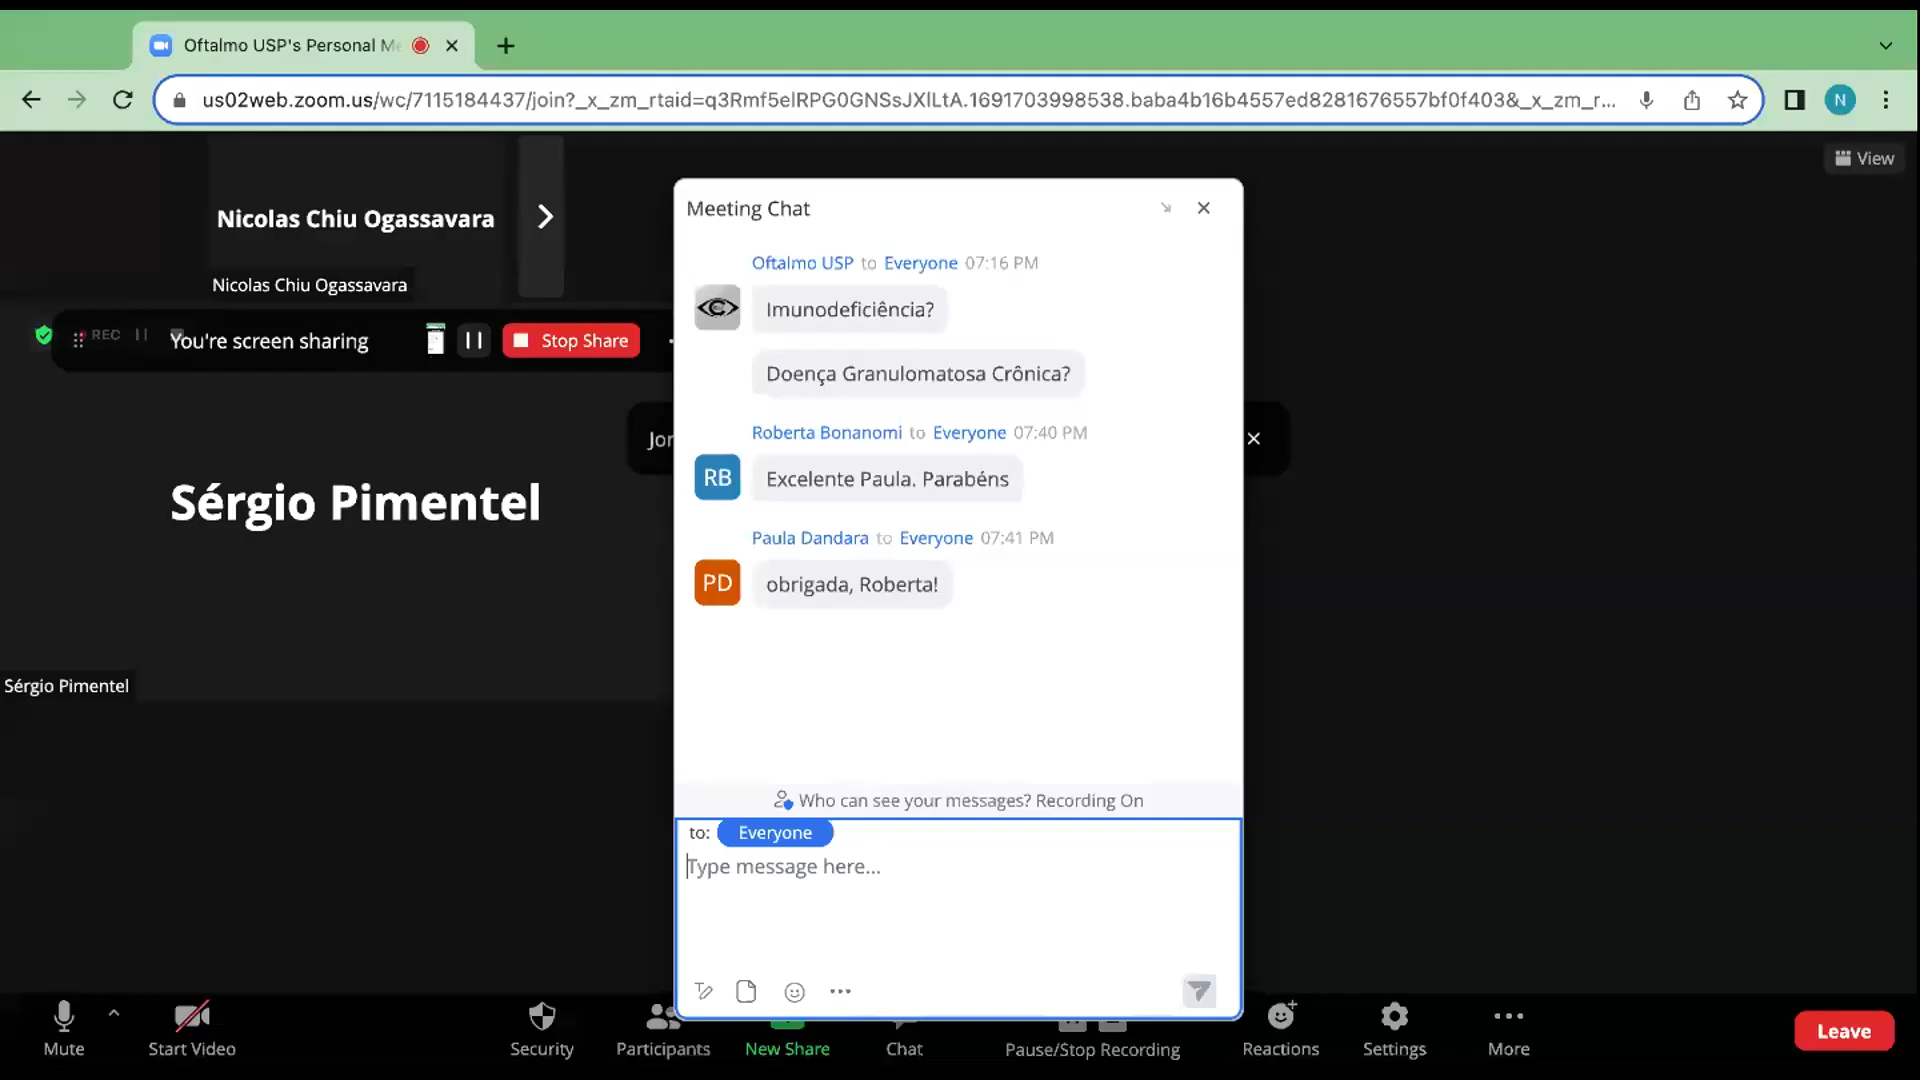 Oftalmo USP's Personal Me
us02web.zoom.us/wc/7115184437/join?_x_zm_rtaid=q3Rmf5elRPG0GNSsJXlLtA.1691703998538.baba4b16b4557ed8281676557bf0f403&_x_zm_r...
N
View
Nicolas Chiu Ogassavara
Nicolas Chiu Ogassavara
REC
You're screen sharing
Stop Share
Jor
Sérgio Pimentel
Sérgio Pimentel
Meeting Chat
Oftalmo USP to Everyone 07:16 PM
Imunodeficiência?
Doença Granulomatosa Crônica?
Roberta Bonanomi to Everyone 07:40 PM
RB
Excelente Paula. Parabéns
Paula Dandara to Everyone 07:41 PM
PD
obrigada, Roberta!
Who can see your messages? Recording On
to: Everyone
Type message here...
Mute
Start Video
Security
Participants
New Share
Chat
Pause/Stop Recording
Reactions
Settings
More
Leave